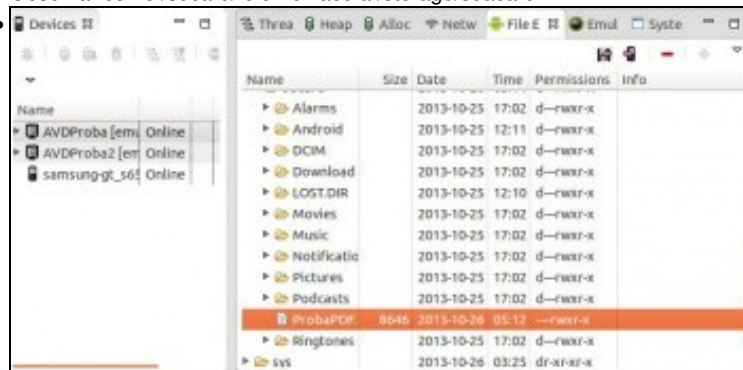 Devices
Threa Heap Alloc Netw File E Emul Syste
Name
AVDProba [emu Online
AVDProba2 [em Online
samsung-gt_s65 Online
Name Size Date Time Permissions Info
Alarms 2013-10-25 17:02 d---rwxr-x
Android 2013-10-25 12:11 d---rwxr-x
DCIM 2013-10-25 17:02 d---rwxr-x
Download 2013-10-25 17:02 d---rwxr-x
LOST.DIR 2013-10-25 12:10 d---rwxr-x
Movies 2013-10-25 17:02 d---rwxr-x
Music 2013-10-25 17:02 d---rwxr-x
Notificatio 2013-10-25 17:02 d---rwxr-x
Pictures 2013-10-25 17:02 d---rwxr-x
Podcasts 2013-10-25 17:02 d---rwxr-x
ProbaPDF. 8646 2013-10-26 05:12 ----rwxr-x
Ringtones 2013-10-25 17:02 d---rwxr-x
sys 2013-10-26 03:25 dr-xr-xr-x